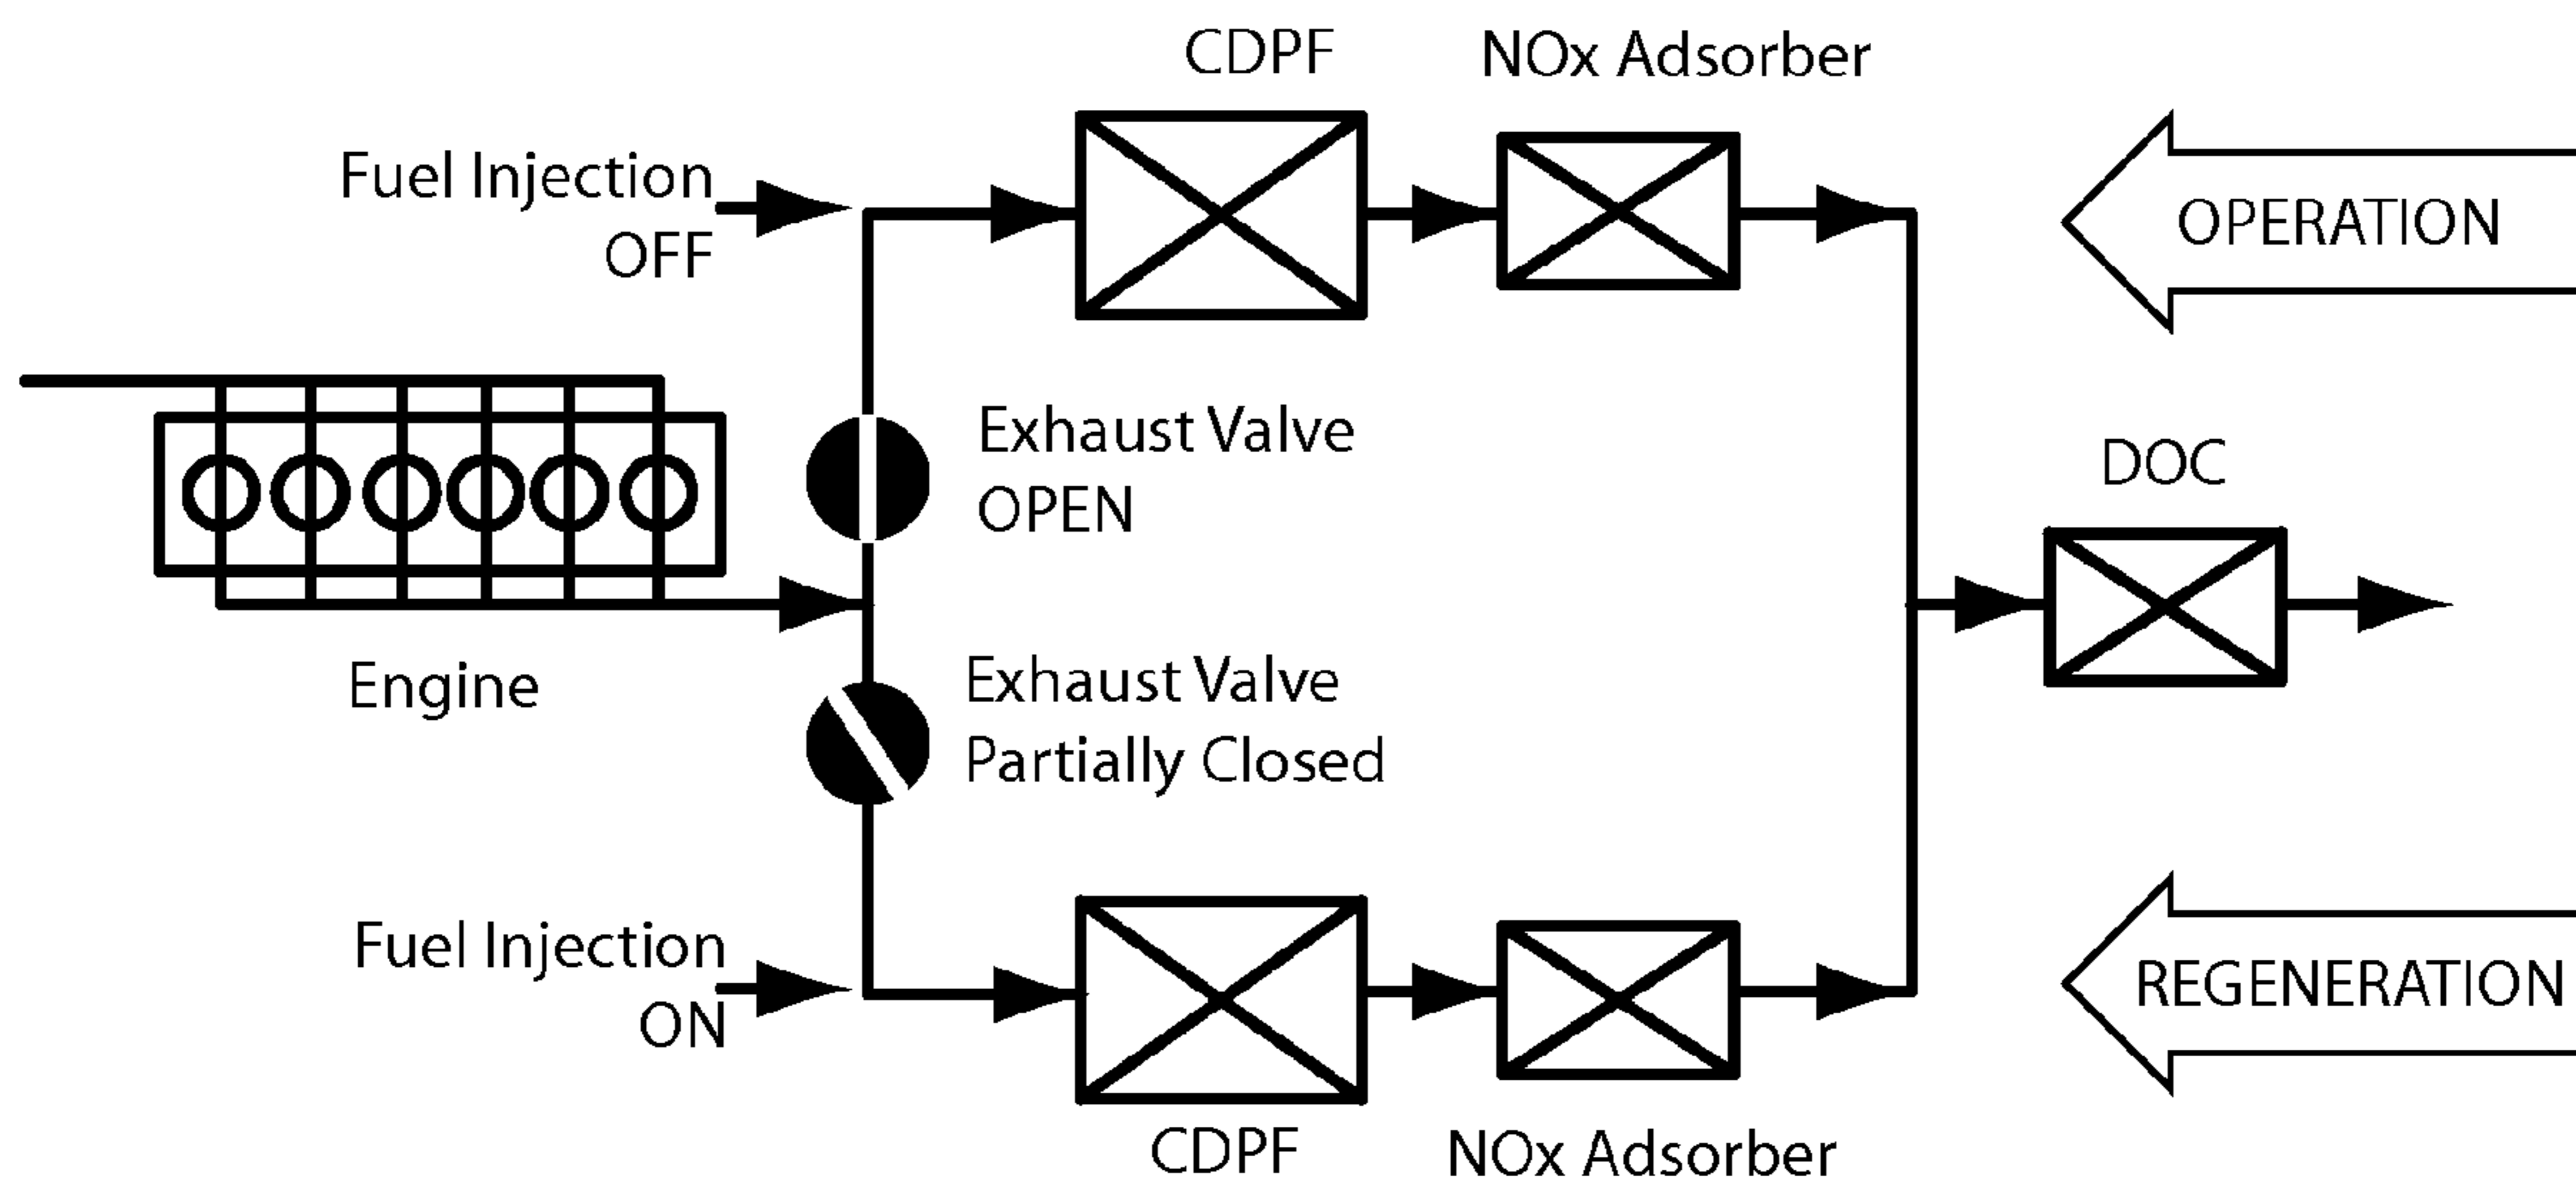 CDPF
NOx Adsorber
Fuel Injection
OFF
OPERATION
Exhaust Valve
OPEN
DOC
Engine
Exhaust Valve
Partially Closed
Fuel Injection
ON
REGENERATION
CDPF
NOx Adsorber